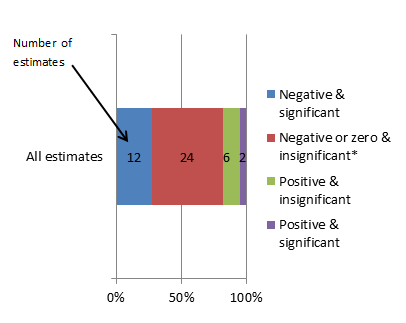 Number of
estimates
All estimates
12 24 6 2
0% 50% 100%
Negative &
significant
Negative or zero &
insignificant*
Positive &
insignificant
Positive &
significant